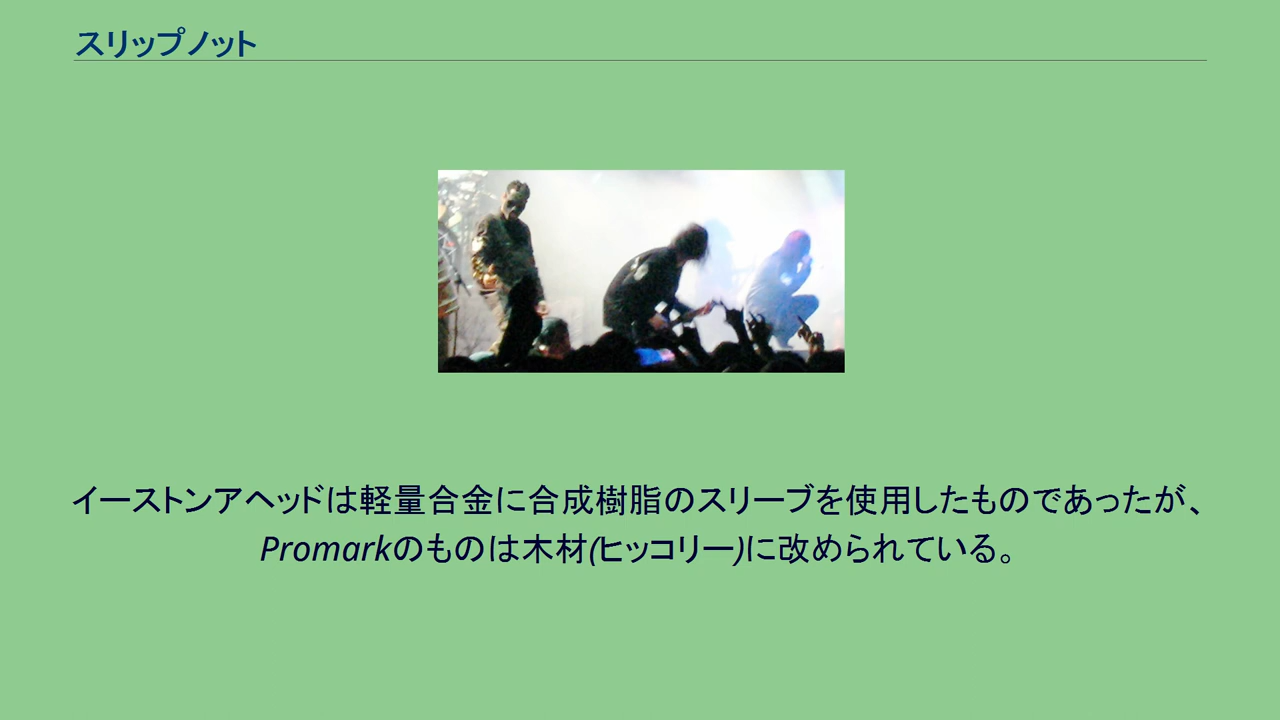 スリップノット
イーストンアヘッドは軽量合金に合成樹脂のスリーブを使用したものであったが、
Promarkのものは木材(ヒッコリー)に改められている。